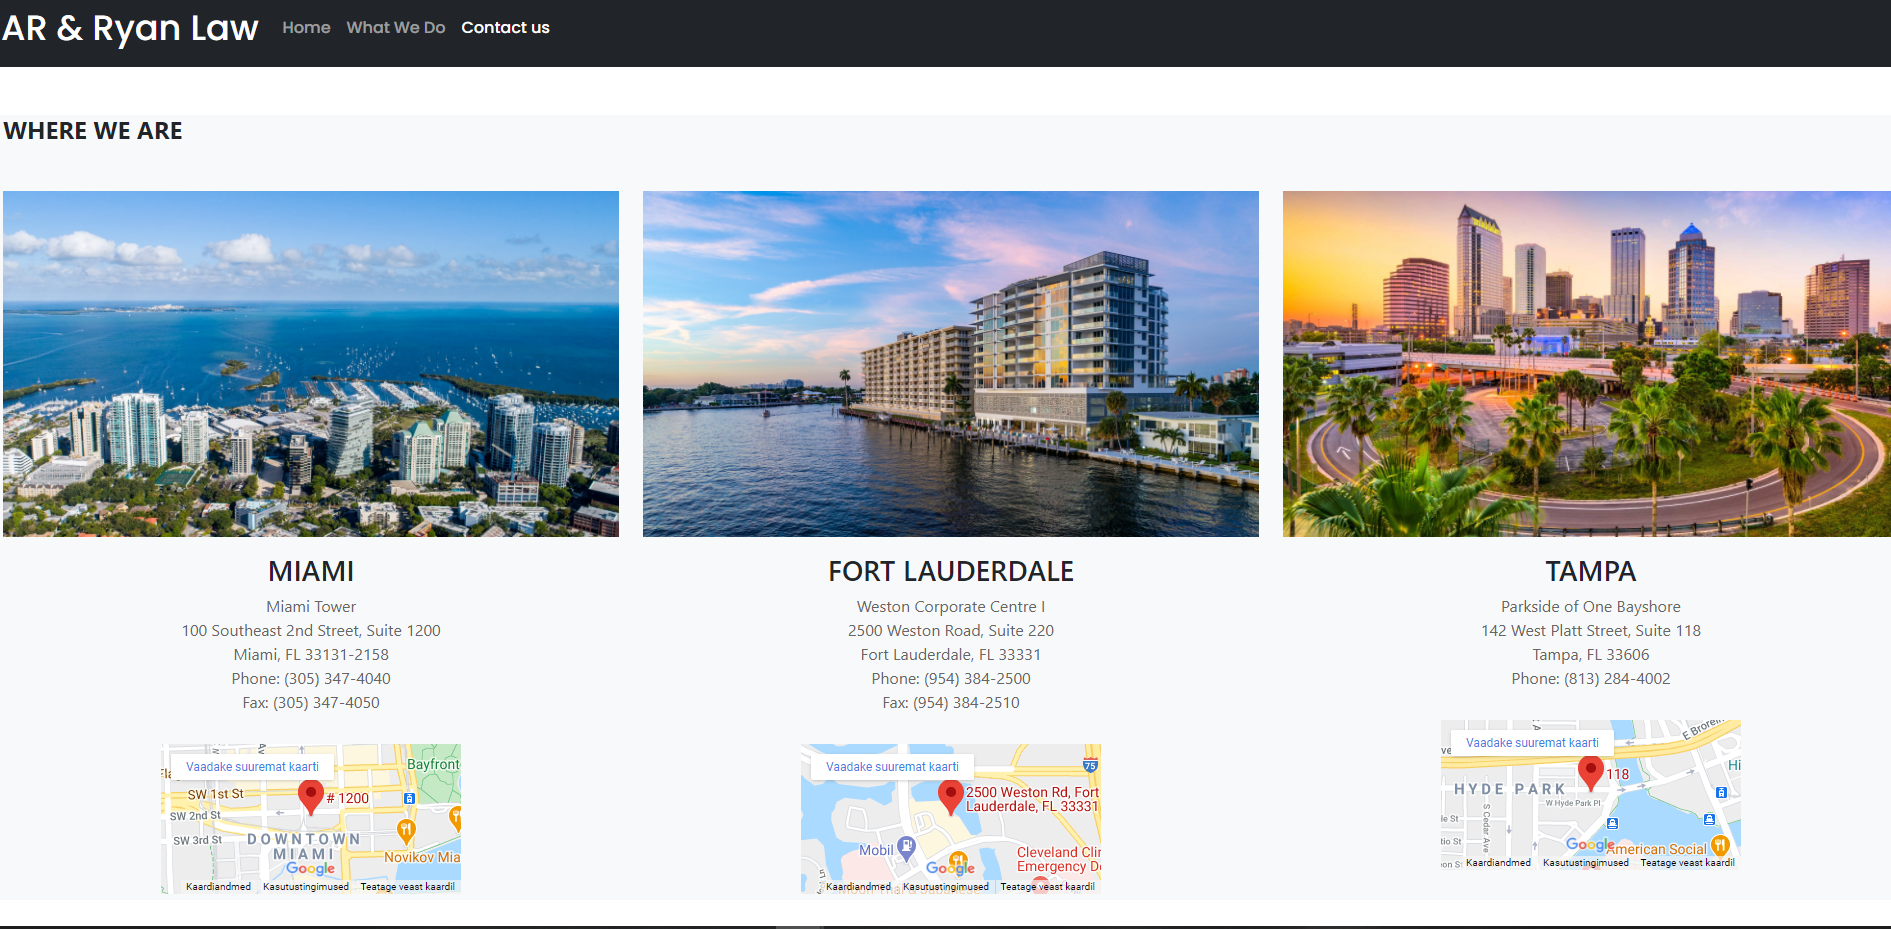 AR & Ryan Law Home What We Do Contact us
WHERE WE ARE
MIAMI
Miami Tower
100 Southeast 2nd Street, Suite 1200
Miami, FL 33131-2158
Phone: (305) 347-4040
Fax: (305) 347-4050
Vaadake suuremat kaarti
Bayfront
SW 1st St
# 1200
SW 2nd St
SW 3rd St
DOWNTOWN
MIAMI
Novikov Mia
Google
Kaardiandmed Kasutustingimused Teatage veast kaardil
FORT LAUDERDALE
Weston Corporate Centre I
2500 Weston Road, Suite 220
Fort Lauderdale, FL 33331
Phone: (954) 384-2500
Fax: (954) 384-2510
Vaadake suuremat kaarti
75
2500 Weston Rd, Fort
Lauderdale, FL 33331
Mobil
Cleveland Clin
Emergency D
Google
Kaardiandmed Kasutustingimused Teatage veast kaardil
TAMPA
Parkside of One Bayshore
142 West Platt Street, Suite 118
Tampa, FL 33606
Phone: (813) 284-4002
E Brorein
Vaadake suuremat kaarti
Hi
118
HYDE PARK
W Hyde Park Pl
S Cedar Ave
American Social
Google
Kaardiandmed Kasutustingimused Teatage veast kaardil